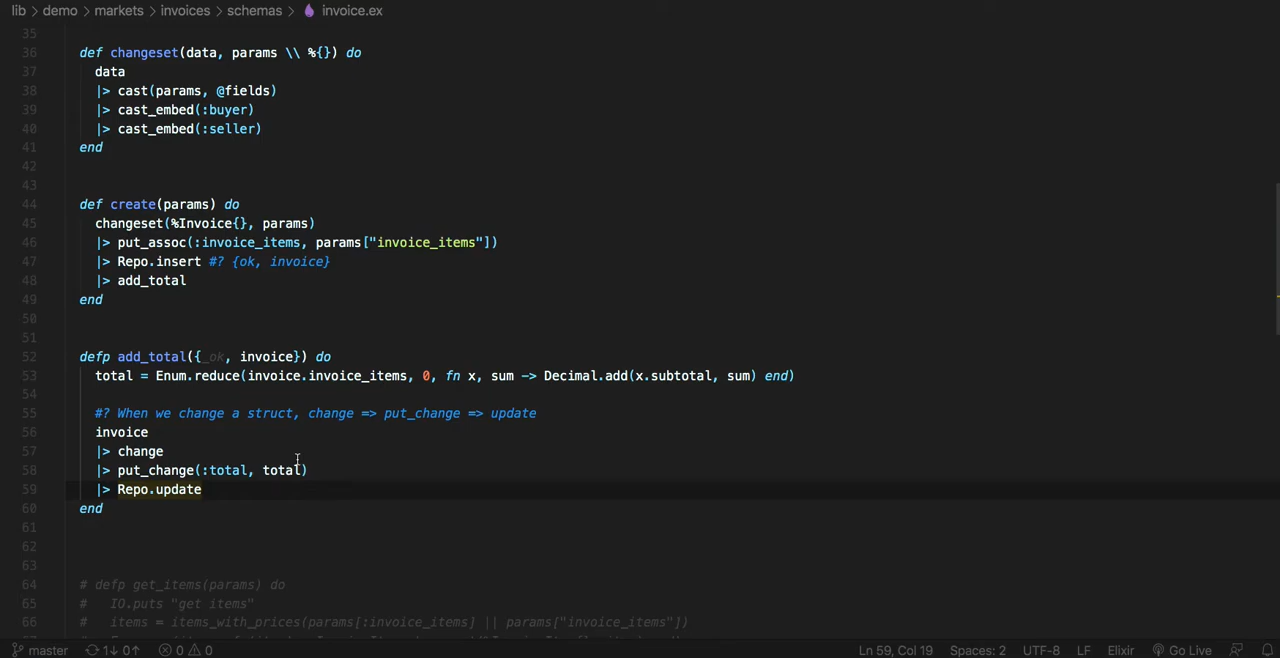 lib > demo > markets > invoices > schemas > invoice.ex
35
36 def changeset(data, params \\ %{}) do
37 data
38 |> cast(params, @fields)
39 |> cast_embed(:buyer)
40 |> cast_embed(:seller)
41 end
42
43
44 def create(params) do
45 changeset(%Invoice{}, params)
46 |> put_assoc(:invoice_items, params["invoice_items"])
47 |> Repo.insert #? {ok, invoice}
48 |> add_total
49 end
50
51
52 defp add_total({_ok, invoice}) do
53 total = Enum.reduce(invoice.invoice_items, 0, fn x, sum -> Decimal.add(x.subtotal, sum) end)
54
55 #? When we change a struct, change => put_change => update
56 invoice
57 |> change
58 |> put_change(:total, total)
59 |> Repo.update
60 end
61
62
63
64 # defp get_items(params) do
65 # IO.puts "get items"
66 # items = items_with_prices(params[:invoice_items] || params["invoice_items"])
master 1↓ 0↑ 0 0 Ln 59, Col 19 Spaces: 2 UTF-8 LF Elixir Go Live